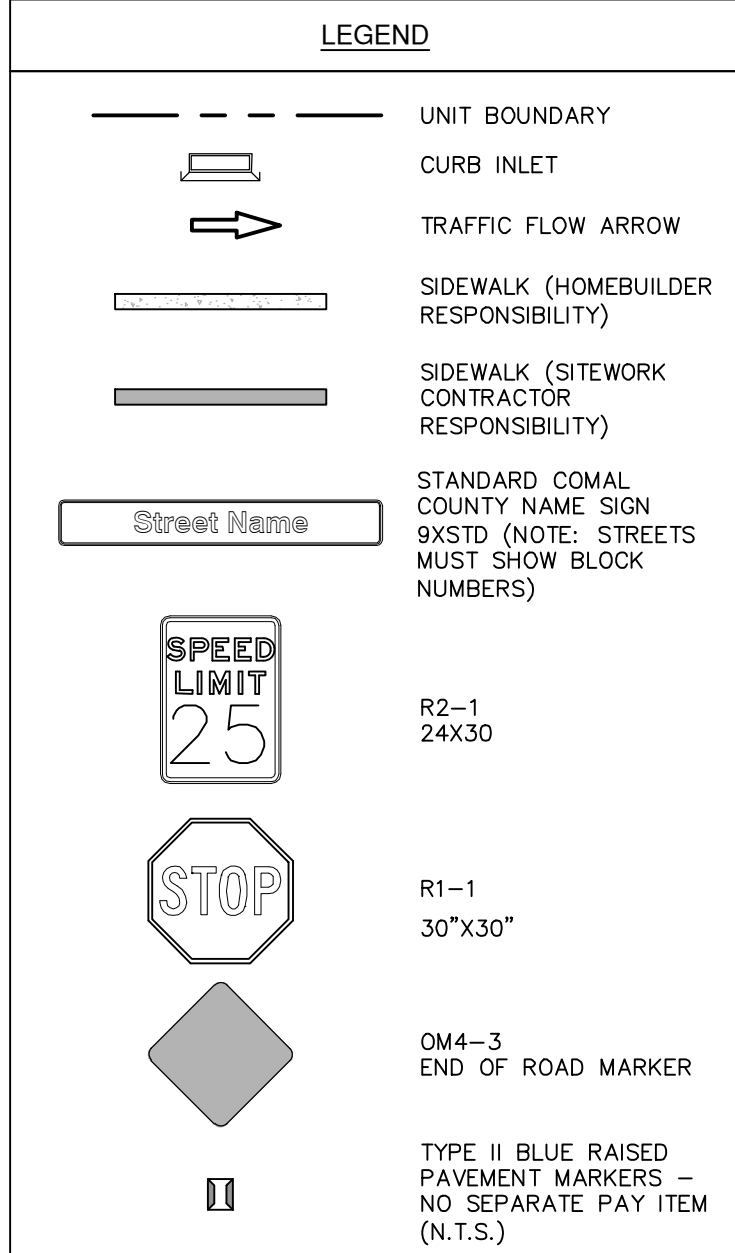 LEGEND
UNIT BOUNDARY
CURB INLET
TRAFFIC FLOW ARROW
SIDEWALK (HOMEBUILDER
RESPONSIBILITY)
SIDEWALK (SITEWORK
CONTRACTOR
RESPONSIBILITY)
Street Name
STANDARD COMAL
COUNTY NAME SIGN
9XSTD (NOTE: STREETS
MUST SHOW BLOCK
NUMBERS)
SPEED
LIMIT
25
R2-1
24X30
STOP
R1-1
30"X30"
OM4-3
END OF ROAD MARKER
TYPE II BLUE RAISED
PAVEMENT MARKERS –
NO SEPARATE PAY ITEM
(N.T.S.)